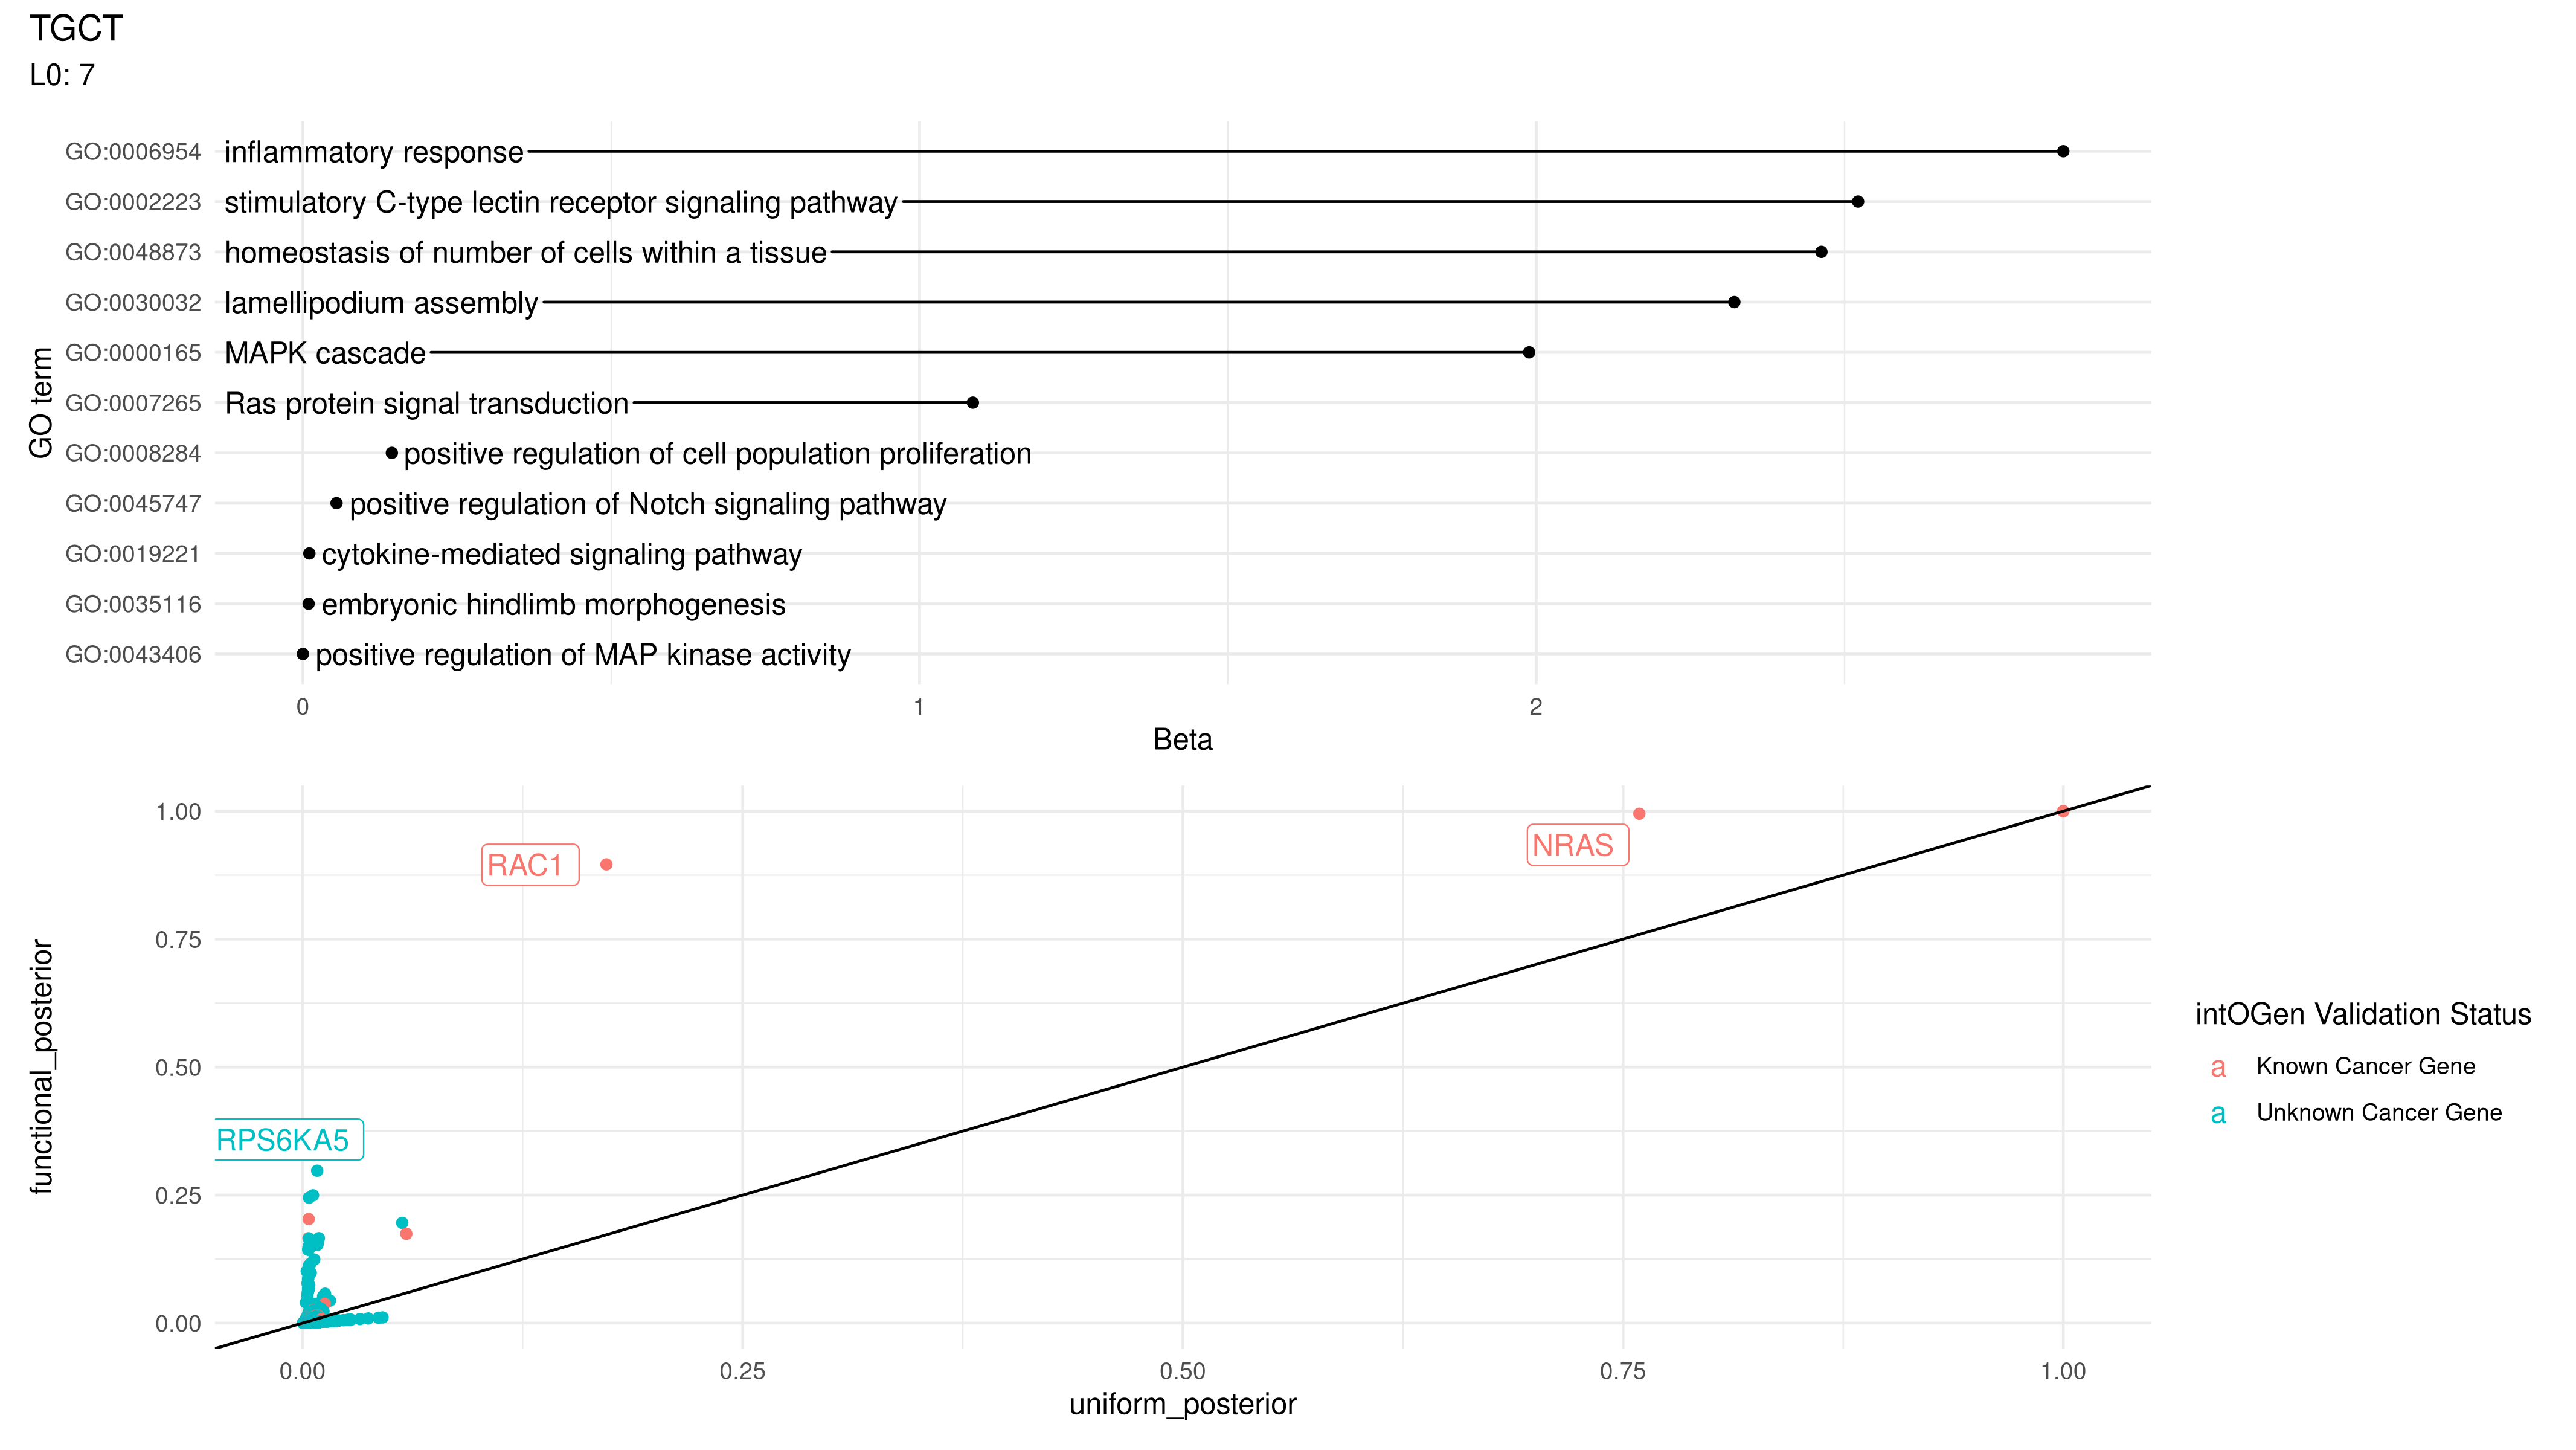 TGCT
L0: 7
GO term
GO:0006954 inflammatory response
GO:0002223 stimulatory C-type lectin receptor signaling pathway
GO:0048873 homeostasis of number of cells within a tissue
GO:0030032 lamellipodium assembly
GO:0000165 MAPK cascade
GO:0007265 Ras protein signal transduction
GO:0008284 positive regulation of cell population proliferation
GO:0045747 positive regulation of Notch signaling pathway
GO:0019221 cytokine-mediated signaling pathway
GO:0035116 embryonic hindlimb morphogenesis
GO:0043406 positive regulation of MAP kinase activity
0 1 2
Beta
functional_posterior
1.00
NRAS
RAC1
0.75
0.50
RPS6KA5
0.25
0.00
0.00 0.25 0.50 0.75 1.00
uniform_posterior
intOGen Validation Status
a Known Cancer Gene
a Unknown Cancer Gene